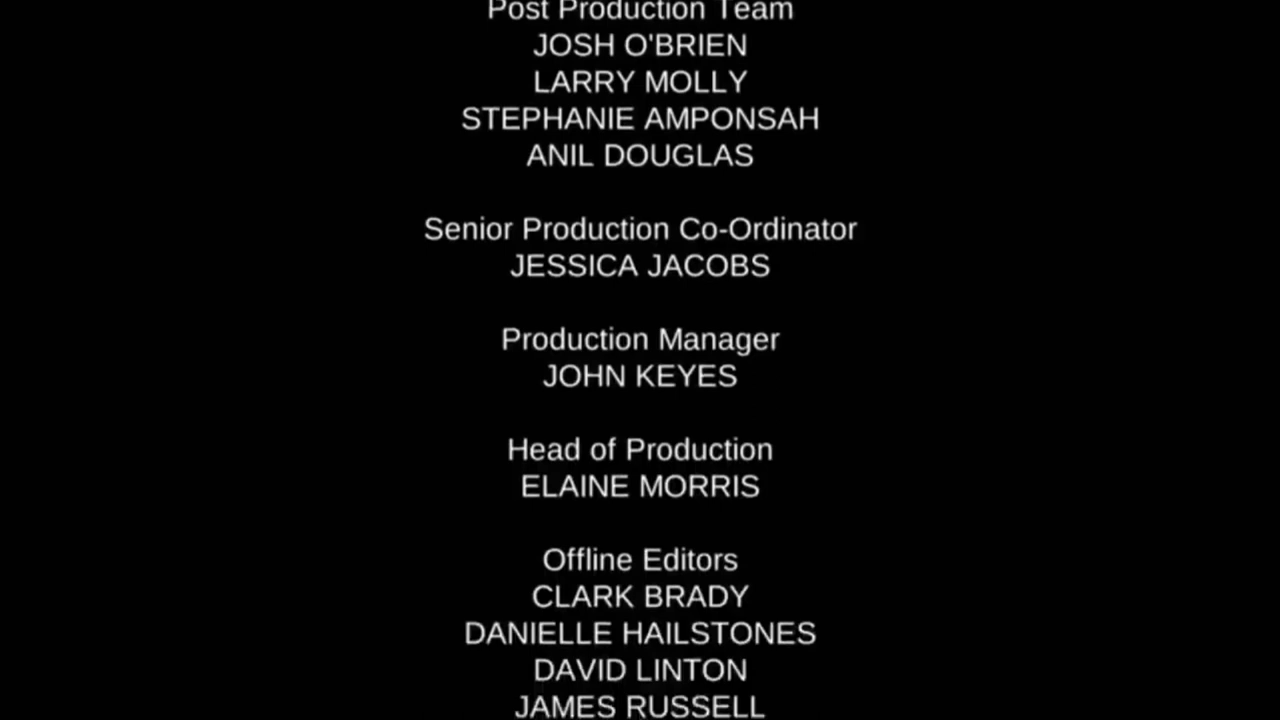 Post Production Team
JOSH O'BRIEN
LARRY MOLLY
STEPHANIE AMPONSAH
ANIL DOUGLAS
Senior Production Co-Ordinator
JESSICA JACOBS
Production Manager
JOHN KEYES
Head of Production
ELAINE MORRIS
Offline Editors
CLARK BRADY
DANIELLE HAILSTONES
DAVID LINTON
JAMES RUSSELL